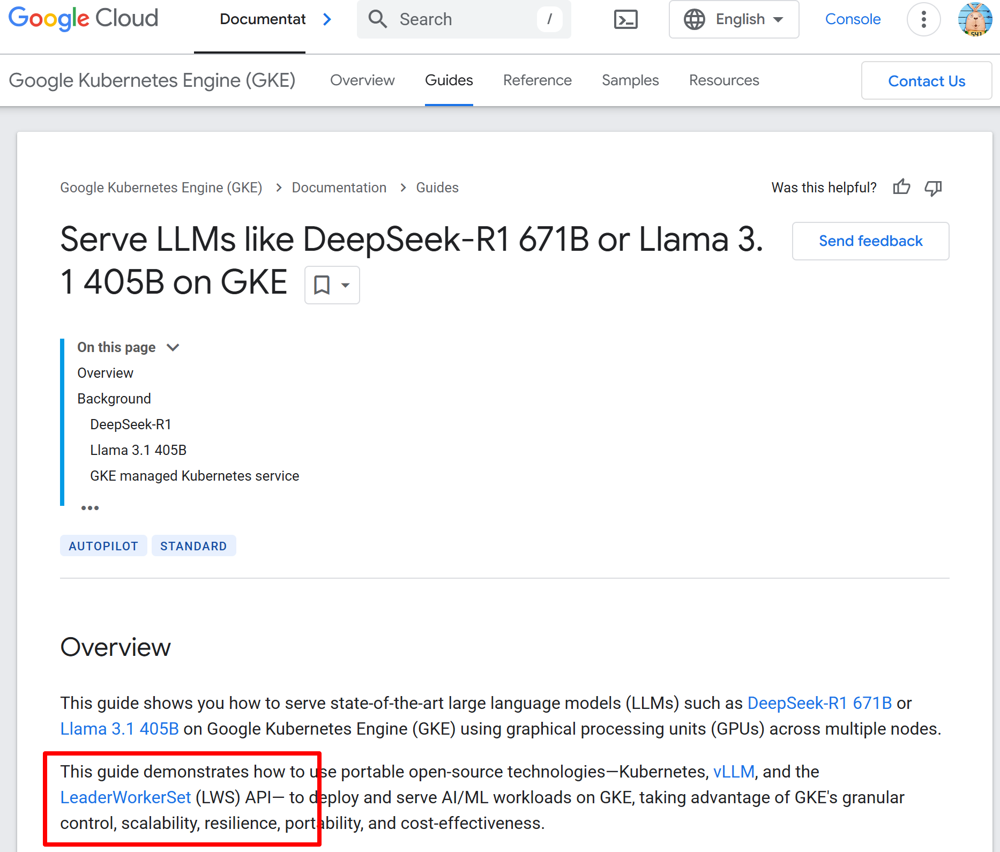 Google Cloud
Documentat
Search
/
English
Console
541
Google Kubernetes Engine (GKE)
Overview
Guides
Reference
Samples
Resources
Contact Us
Google Kubernetes Engine (GKE) > Documentation > Guides
Was this helpful?
Serve LLMs like DeepSeek-R1 671B or Llama 3.
1 405B on GKE
Send feedback
On this page
Overview
Background
DeepSeek-R1
Llama 3.1 405B
GKE managed Kubernetes service
•••
AUTOPILOT
STANDARD
Overview
This guide shows you how to serve state-of-the-art large language models (LLMs) such as DeepSeek-R1 671B or
Llama 3.1 405B on Google Kubernetes Engine (GKE) using graphical processing units (GPUs) across multiple nodes.
This guide demonstrates how to use portable open-source technologies—Kubernetes, vLLM, and the
LeaderWorkerSet (LWS) API— to deploy and serve AI/ML workloads on GKE, taking advantage of GKE's granular
control, scalability, resilience, portability, and cost-effectiveness.